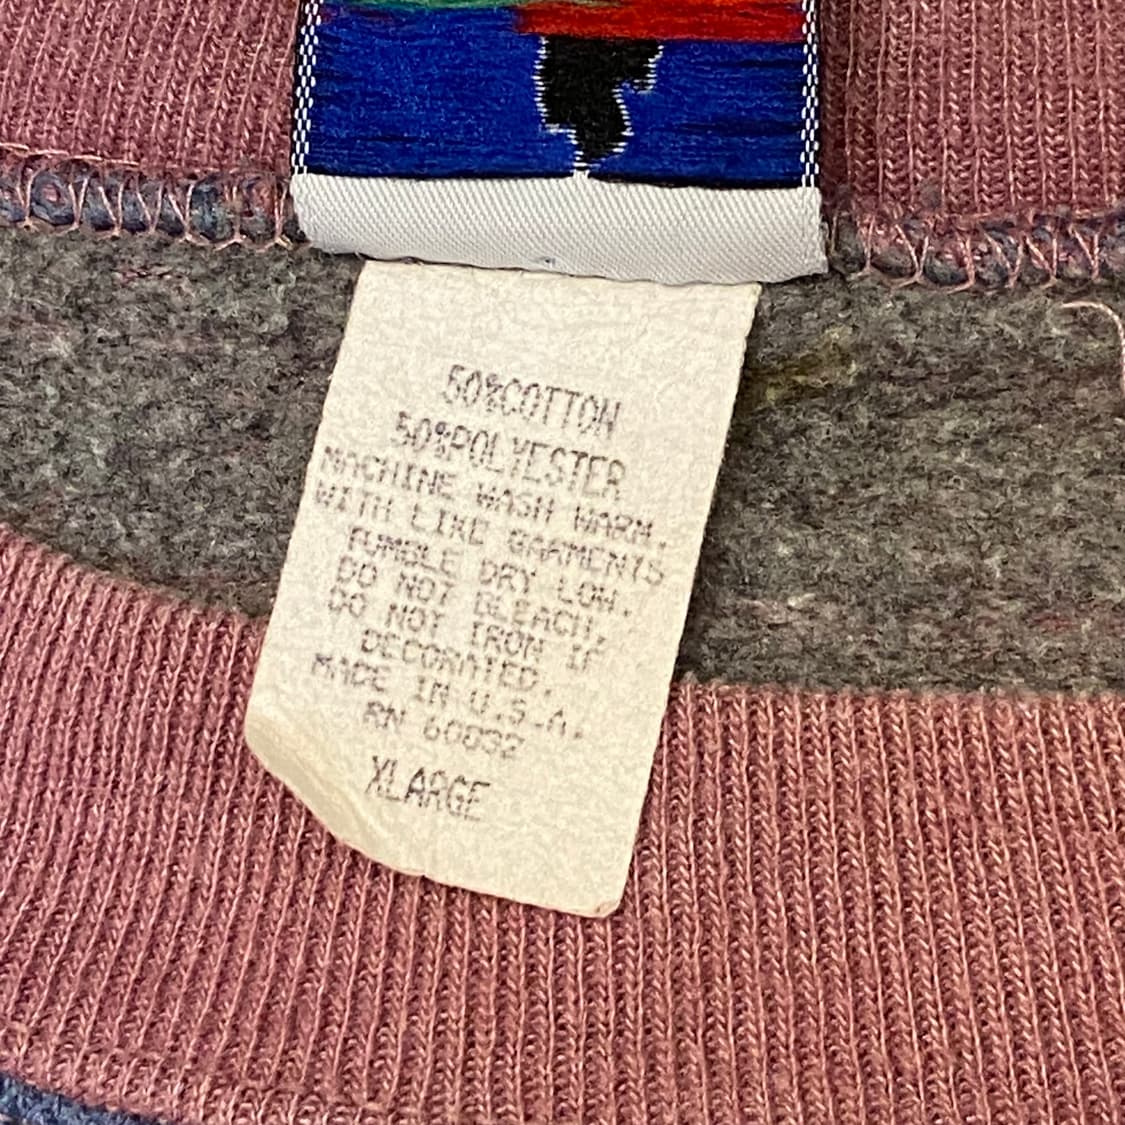 50%COTTON
50%POLYESTER
MACHINE WASH WARM,
WITH LIKE GARMENTS
TUMBLE DRY LOW.
DO NOT BLEACH,
DO NOT IRON IF
DECORATED.
MADE IN U.S.A.
RN 60092
XLARGE